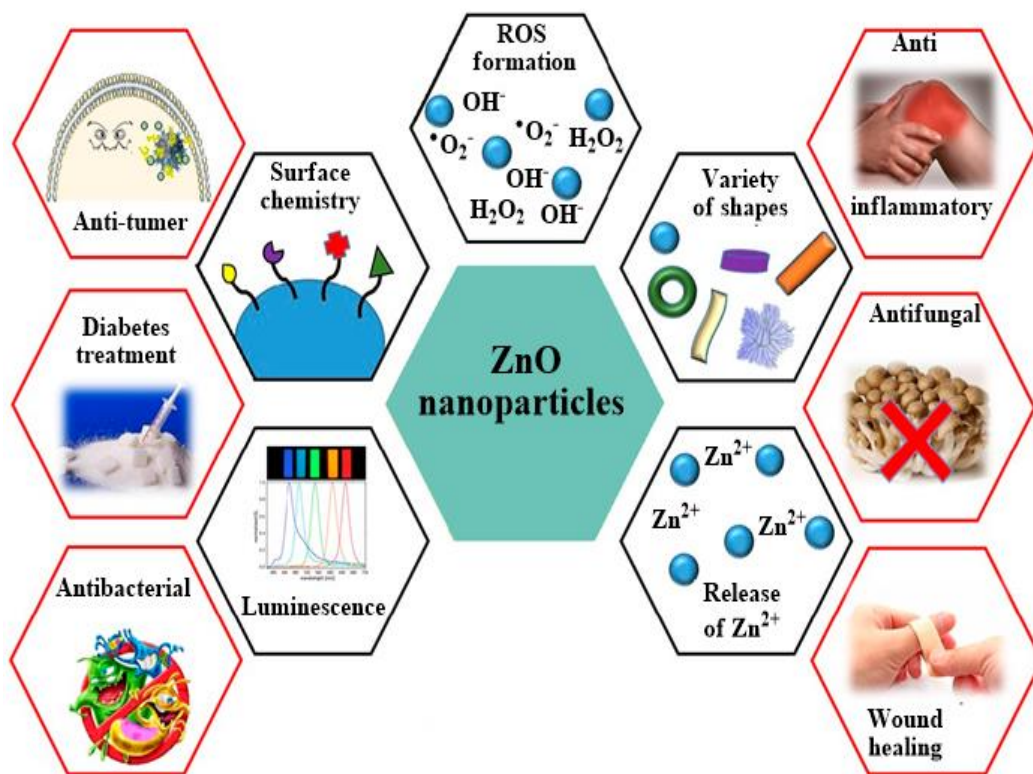 Anti-tumer
Diabetes
treatment
Antibacterial
Surface
chemistry
Luminescence
ROS
formation
OH⁻
•O₂⁻
•O₂⁻
H₂O₂
OH⁻
H₂O₂
OH⁻
ZnO
nanoparticles
Variety
of shapes
Zn²⁺
Zn²⁺
Zn²⁺
Release
of Zn²⁺
Anti
inflammatory
Antifungal
Wound
healing